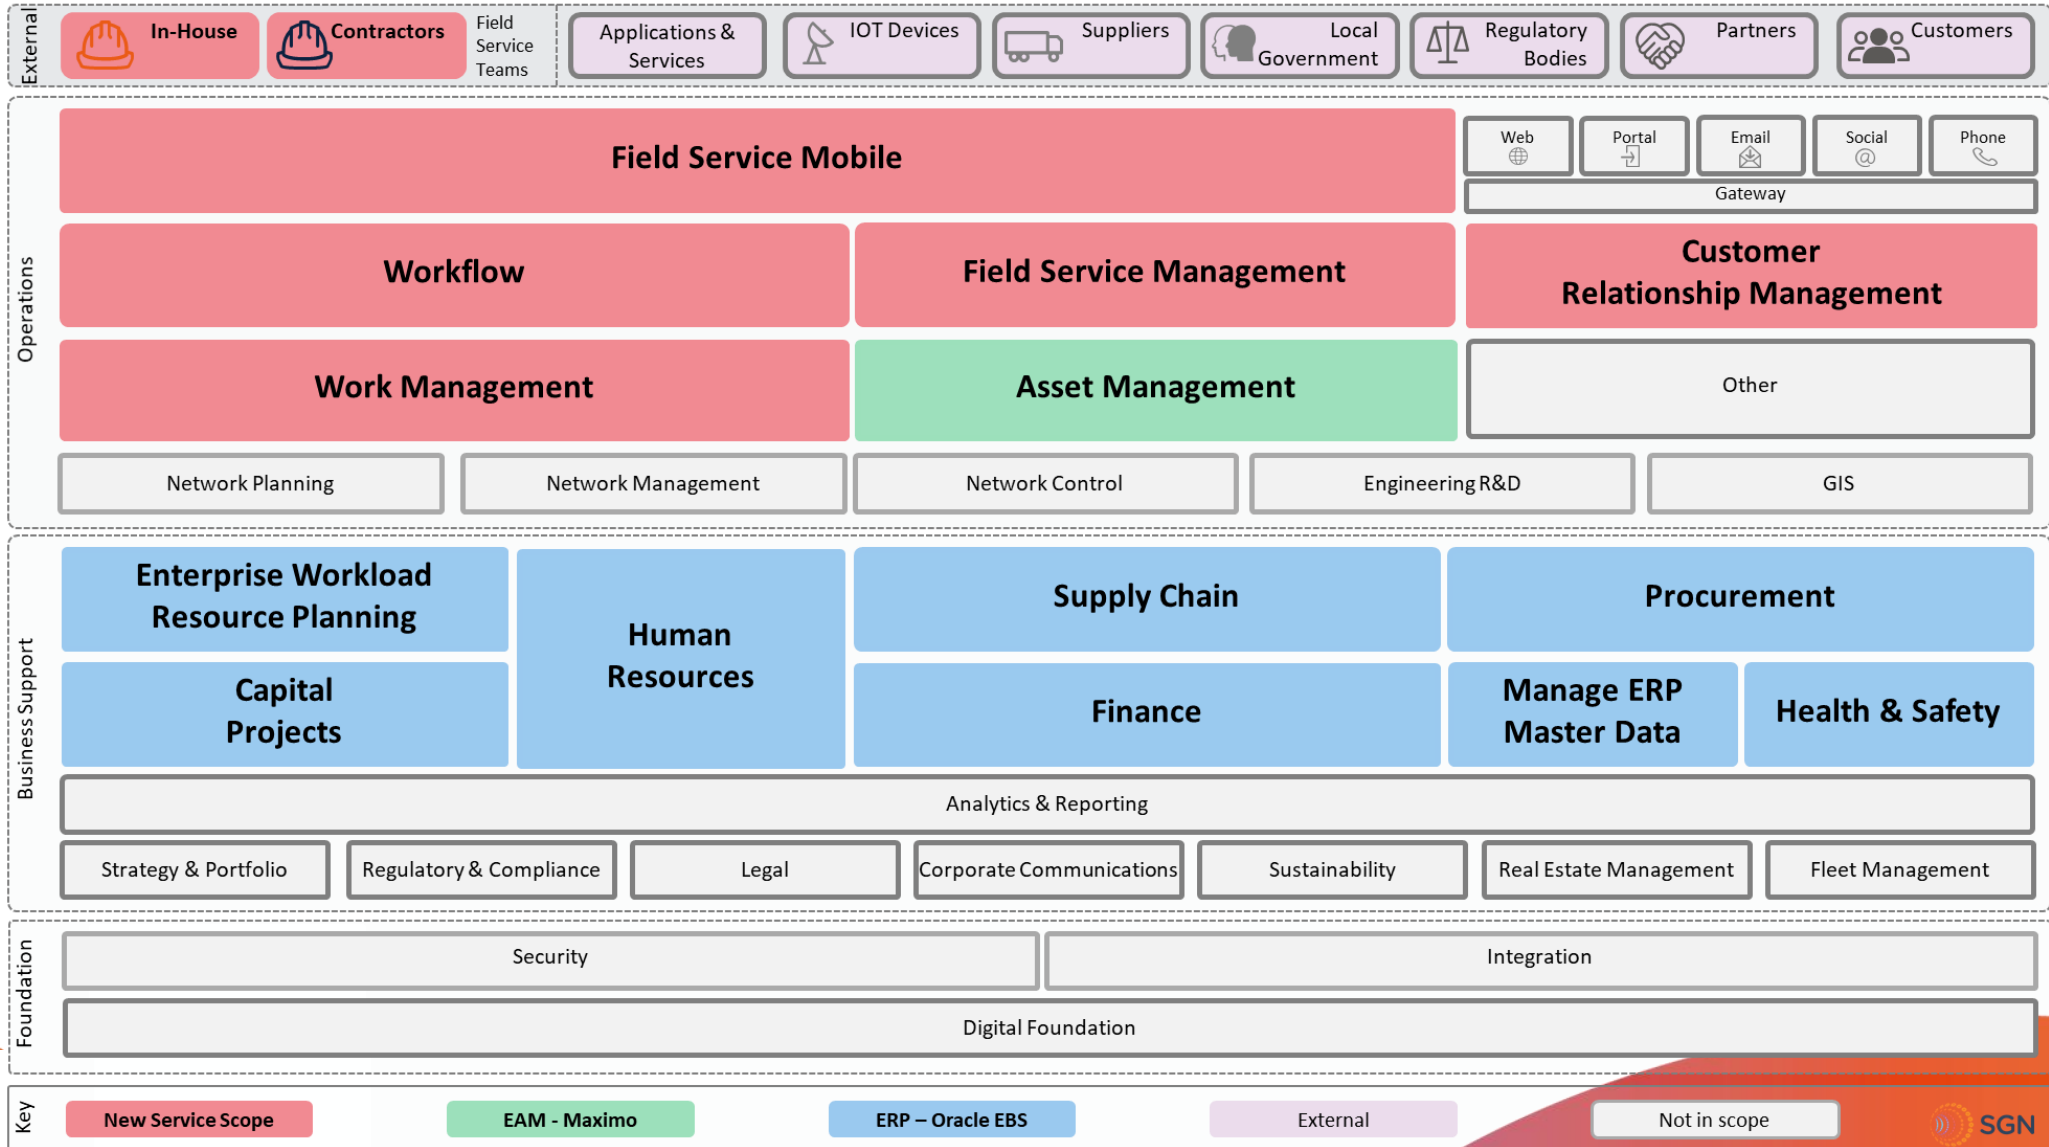 External
In-House
Contractors
Field
Service
Teams
Applications &
Services
IOT Devices
Suppliers
Local
Government
Regulatory
Bodies
Partners
Customers
Operations
Field Service Mobile
Web
Portal
Email
Social
@
Phone
Gateway
Workflow
Field Service Management
Customer
Relationship Management
Work Management
Asset Management
Other
Network Planning
Network Management
Network Control
Engineering R&D
GIS
Business Support
Enterprise Workload
Resource Planning
Human
Resources
Supply Chain
Procurement
Capital
Projects
Finance
Manage ERP
Master Data
Health & Safety
Analytics & Reporting
Strategy & Portfolio
Regulatory & Compliance
Legal
Corporate Communications
Sustainability
Real Estate Management
Fleet Management
Foundation
Security
Integration
Digital Foundation
Key
New Service Scope
EAM - Maximo
ERP – Oracle EBS
External
Not in scope
SGN